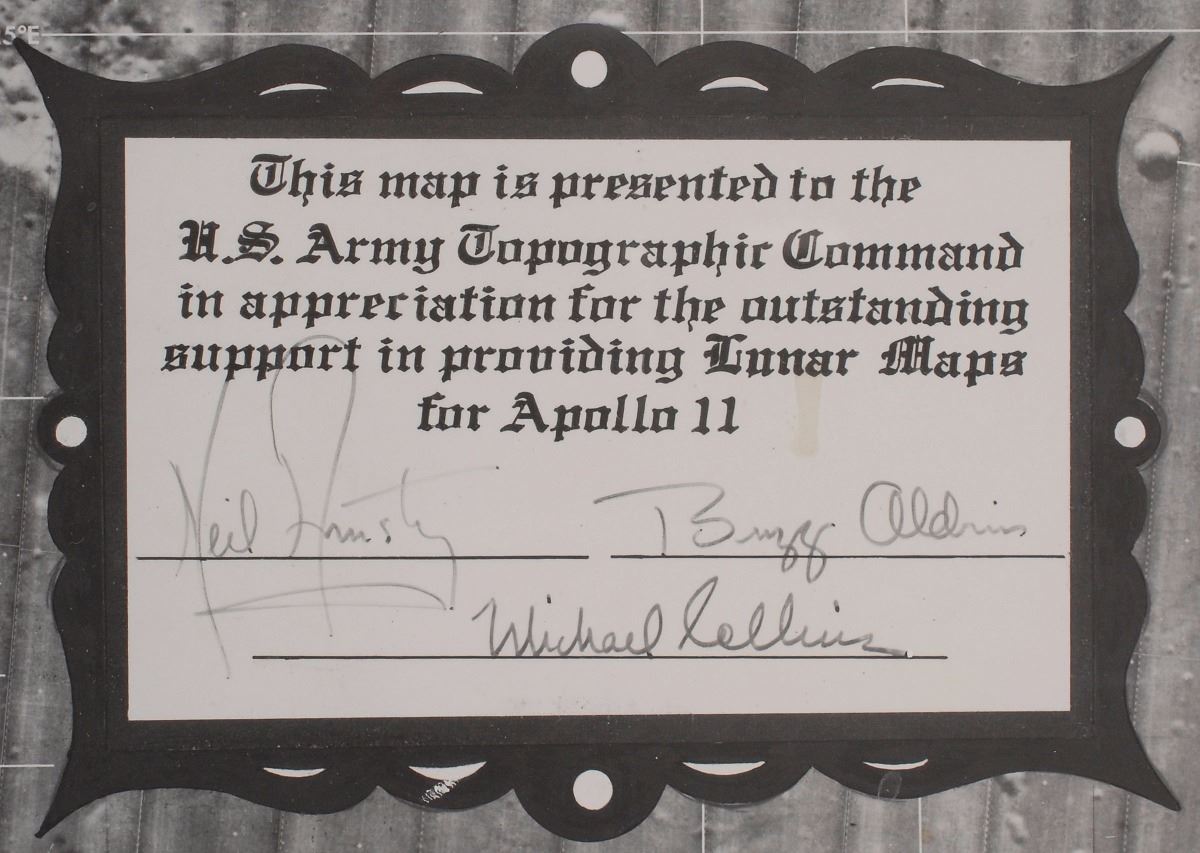 5°E
This map is presented to the
U.S. Army Topographic Command
in appreciation for the outstanding
support in providing Lunar Maps
for Apollo 11
Neil Armstrong Buzz Aldrin
Michael Collins